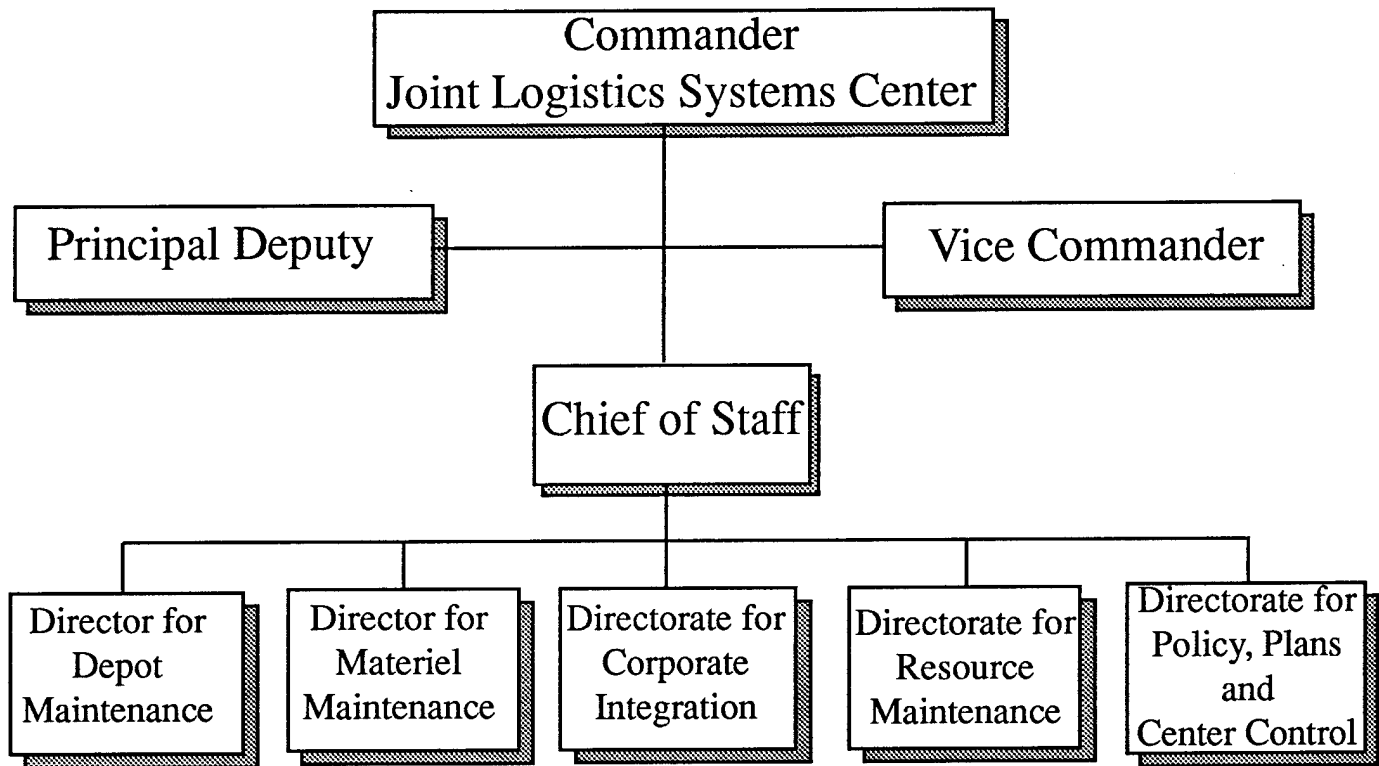 Commander
Joint Logistics Systems Center
Principal Deputy
Vice Commander
Chief of Staff
Director for
Depot
Maintenance
Director for
Materiel
Maintenance
Directorate for
Corporate
Integration
Directorate for
Resource
Maintenance
Directorate for
Policy, Plans
and
Center Control